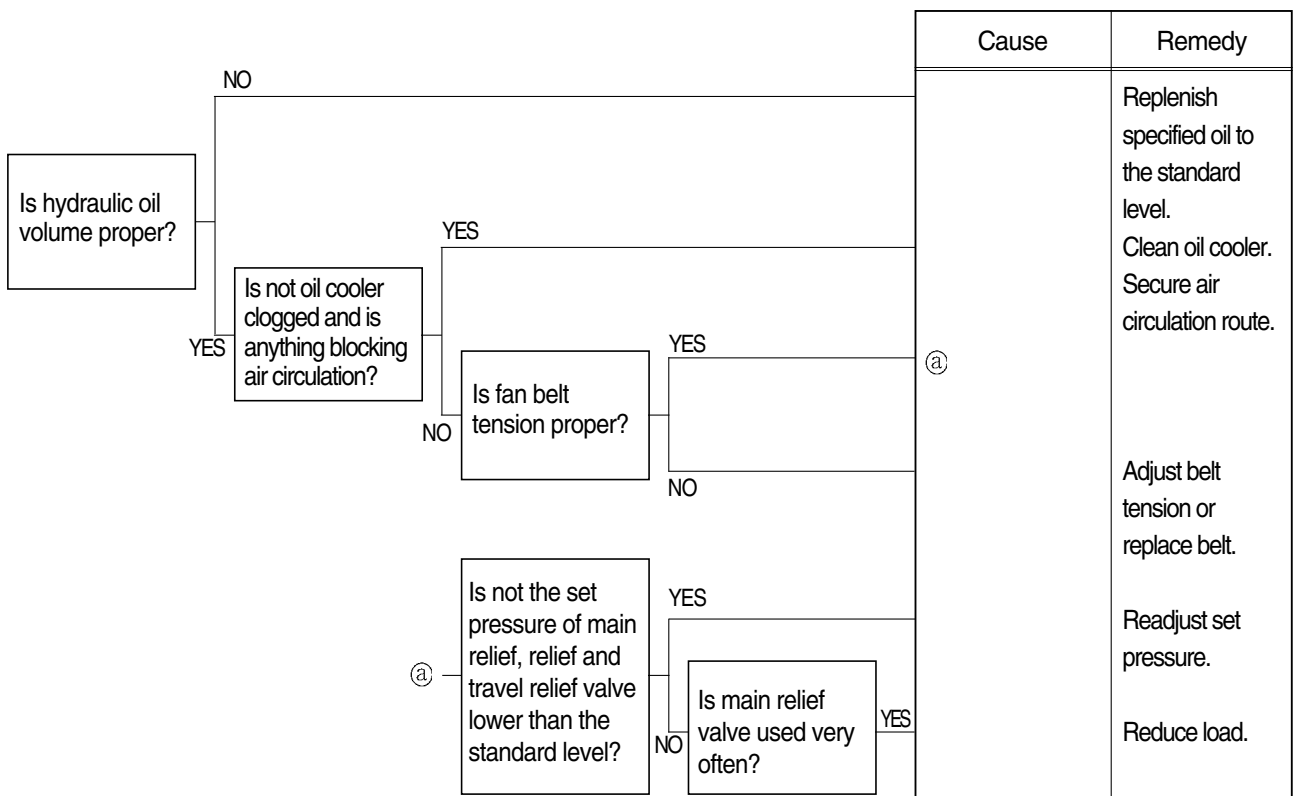 Cause
Remedy
NO
Replenish
specified oil to
the standard
level.
Is hydraulic oil
volume proper?
YES
Clean oil cooler.
Secure air
circulation route.
YES
Is not oil cooler
clogged and is
anything blocking
air circulation?
YES
ⓐ
NO
Is fan belt
tension proper?
NO
Adjust belt
tension or
replace belt.
ⓐ
Is not the set
pressure of main
relief, relief and
travel relief valve
lower than the
standard level?
YES
Readjust set
pressure.
NO
Is main relief
valve used very
often?
YES
Reduce load.